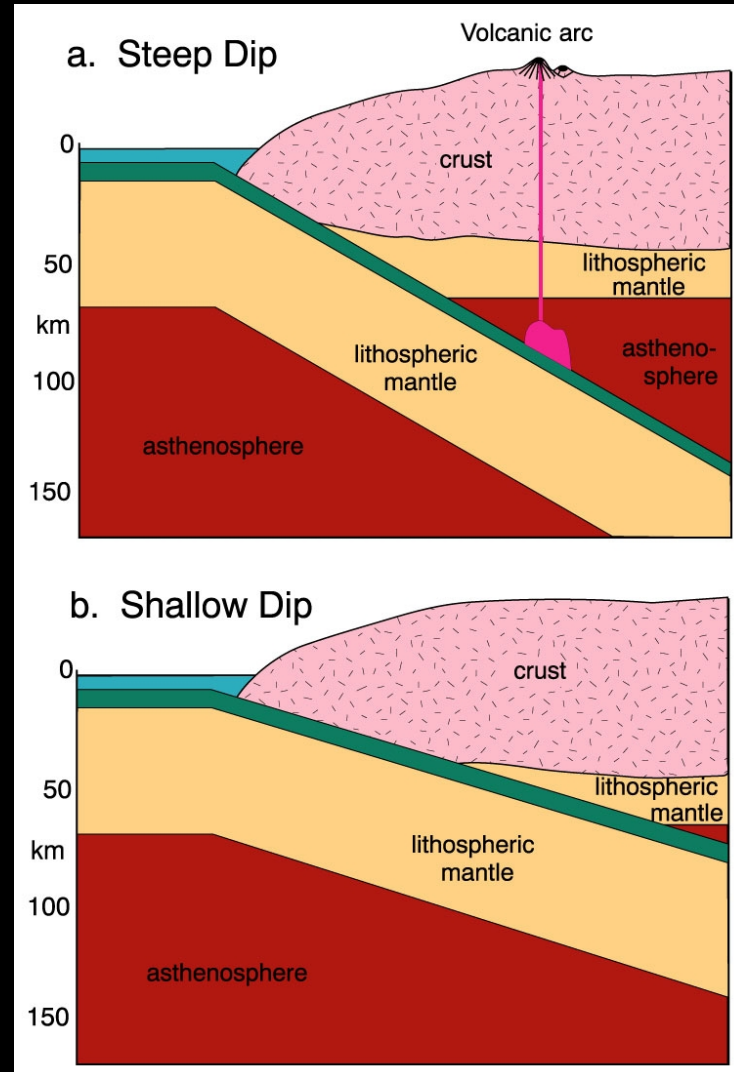 a. Steep Dip
Volcanic arc
0
crust
50
lithospheric
mantle
km
lithospheric
mantle
astheno-
sphere
100
asthenosphere
150
b. Shallow Dip
0
crust
50
lithospheric
mantle
km
lithospheric
mantle
100
asthenosphere
150